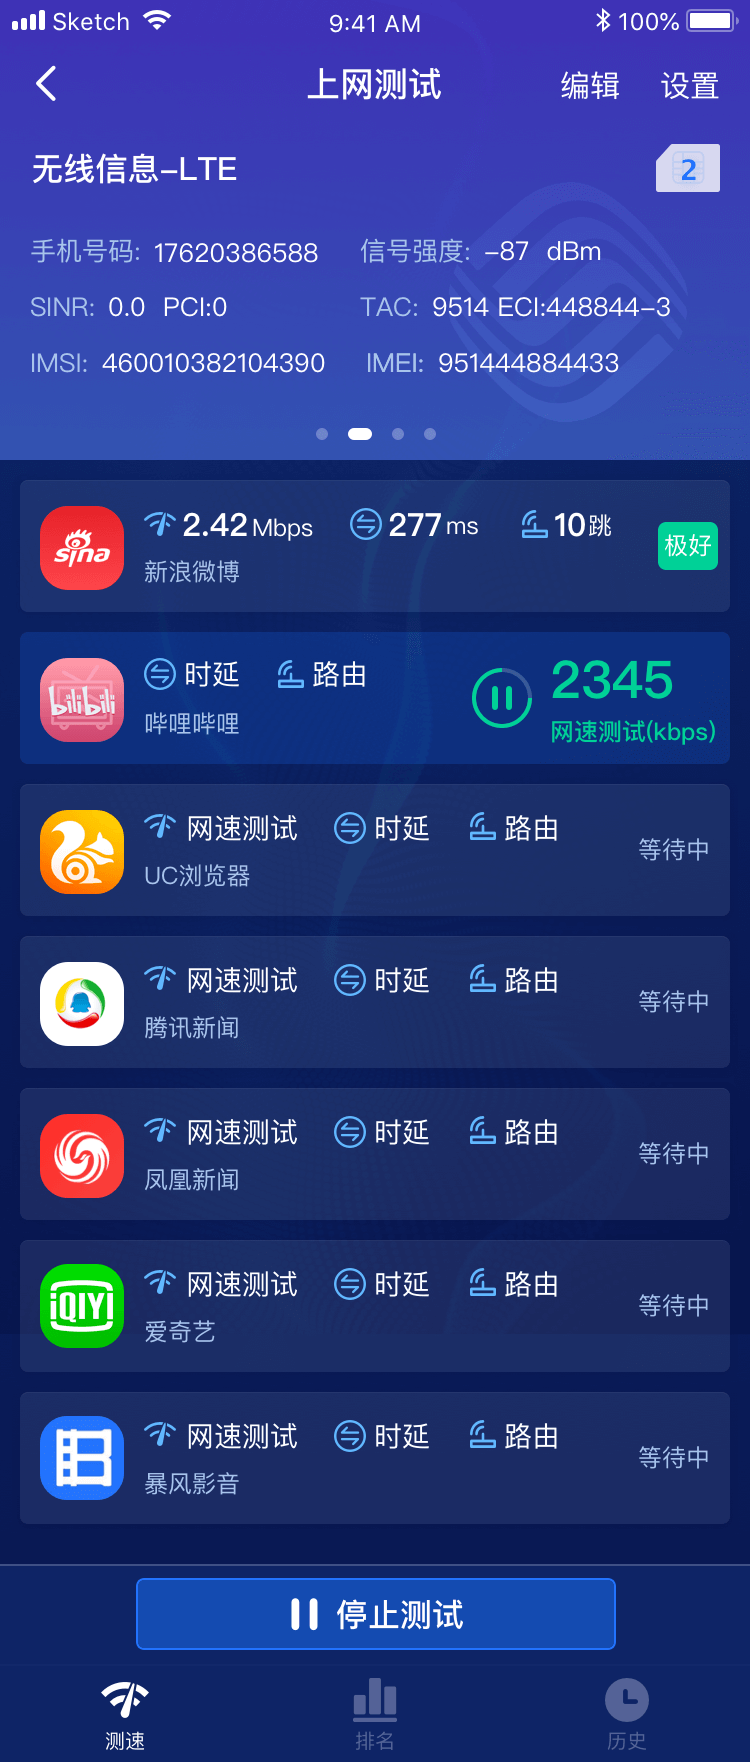 Sketch 9:41 AM 100%
上网测试 编辑 设置
无线信息-LTE 2
手机号码: 17620386588 信号强度: -87 dBm
SINR: 0.0 PCI:0 TAC: 9514 ECI:448844-3
IMSI: 460010382104390 IMEI: 951444884433
sina 2.42 Mbps 277 ms 10跳
新浪微博 极好
bilibili 时延 路由 2345
哔哩哔哩 网速测试(kbps)
网速测试 时延 路由
UC浏览器 等待中
网速测试 时延 路由
腾讯新闻 等待中
网速测试 时延 路由
凤凰新闻 等待中
iQIYI 网速测试 时延 路由
爱奇艺 等待中
网速测试 时延 路由
暴风影音 等待中
停止测试
测速 排名 历史